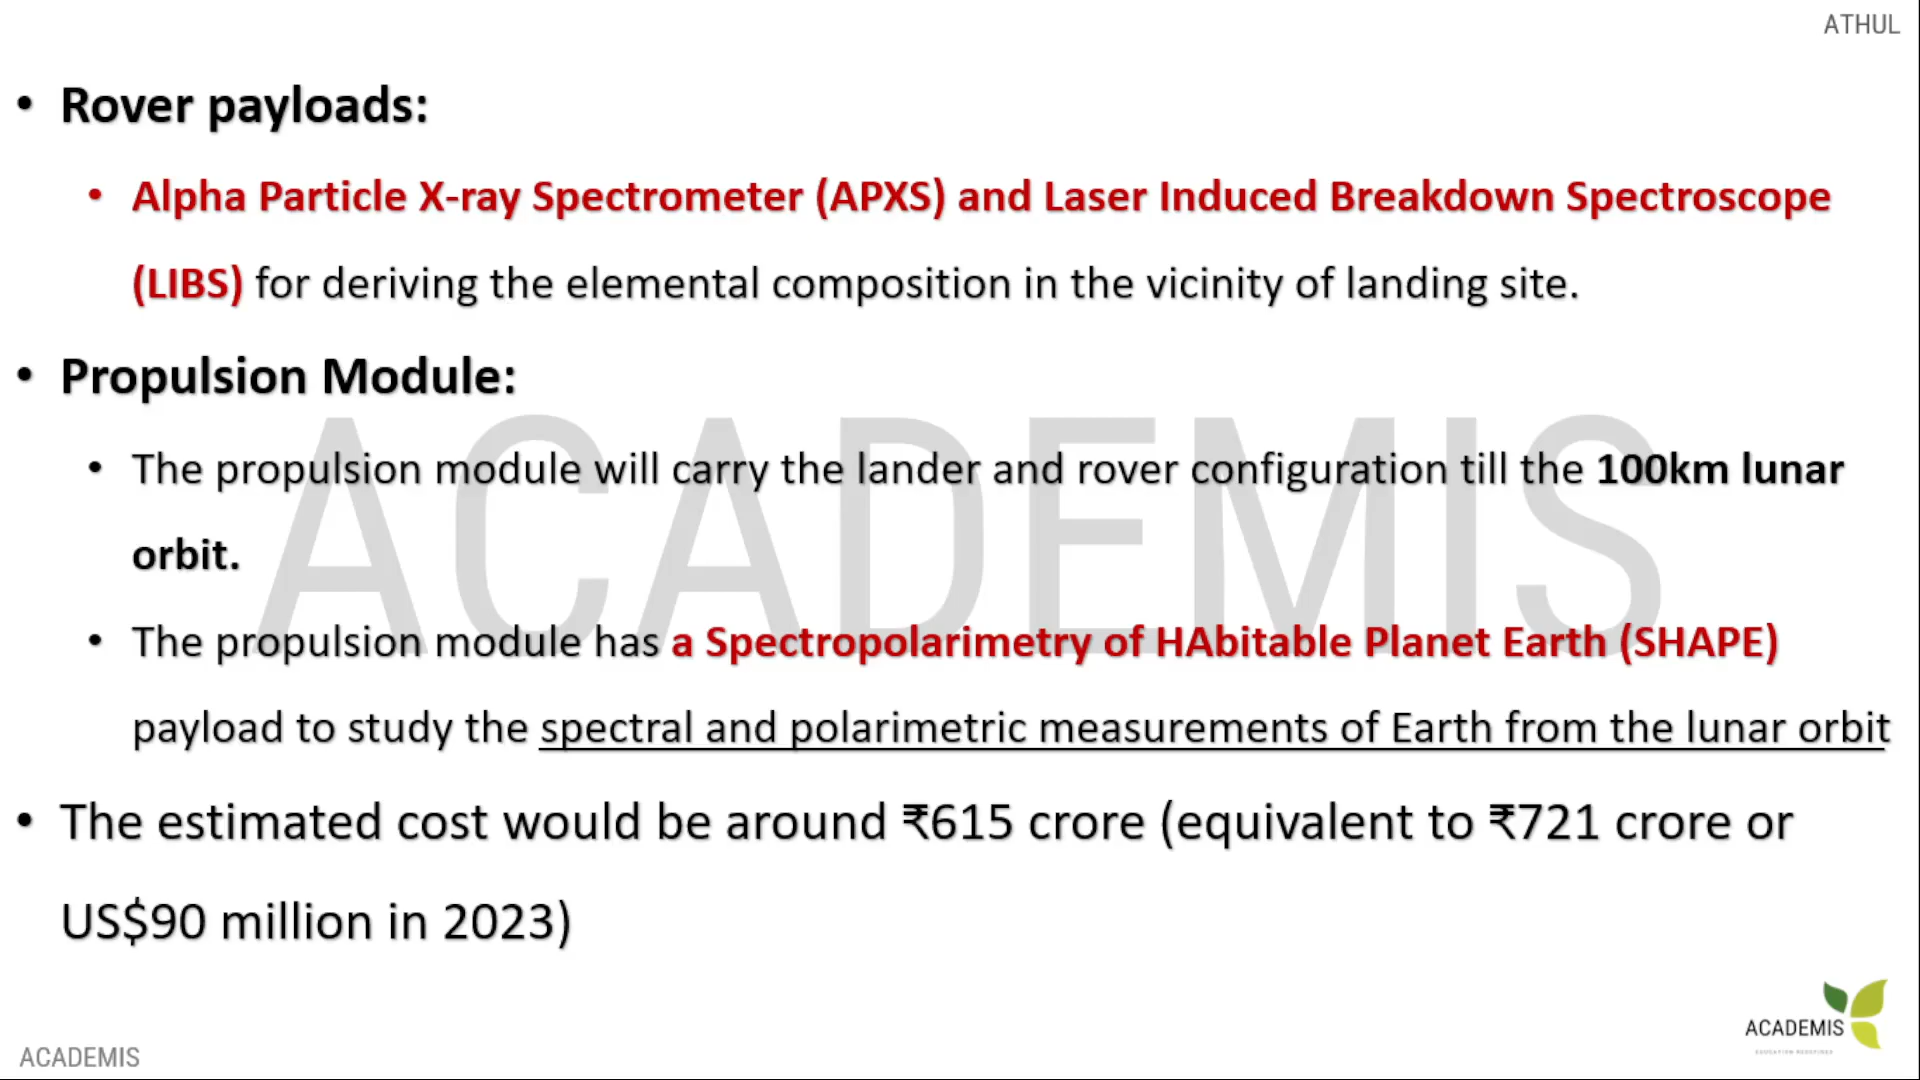 ATHUL
• Rover payloads:
• Alpha Particle X-ray Spectrometer (APXS) and Laser Induced Breakdown Spectroscope
(LIBS) for deriving the elemental composition in the vicinity of landing site.
• Propulsion Module:
ACADEMIS
• The propulsion module will carry the lander and rover configuration till the 100km lunar
orbit.
• The propulsion module has a Spectropolarimetry of HAbitable Planet Earth (SHAPE)
payload to study the spectral and polarimetric measurements of Earth from the lunar orbit
• The estimated cost would be around ₹615 crore (equivalent to ₹721 crore or
US$90 million in 2023)
ACADEMIS
EDUCATION REDEFINED
ACADEMIS